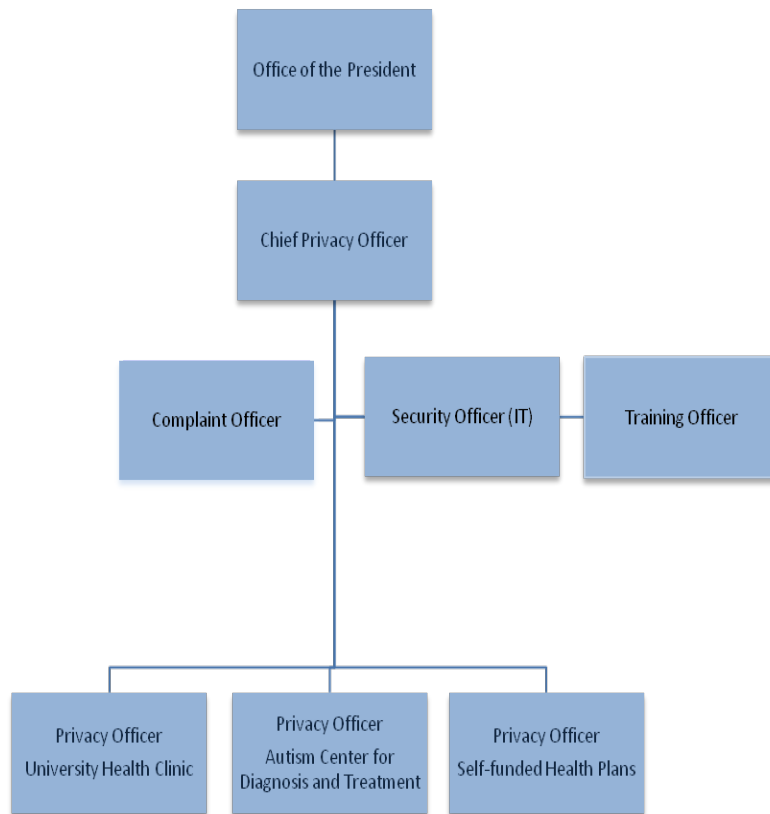 Office of the President
Chief Privacy Officer
Complaint Officer
Security Officer (IT)
Training Officer
Privacy Officer
University Health Clinic
Privacy Officer
Autism Center for
Diagnosis and Treatment
Privacy Officer
Self-funded Health Plans